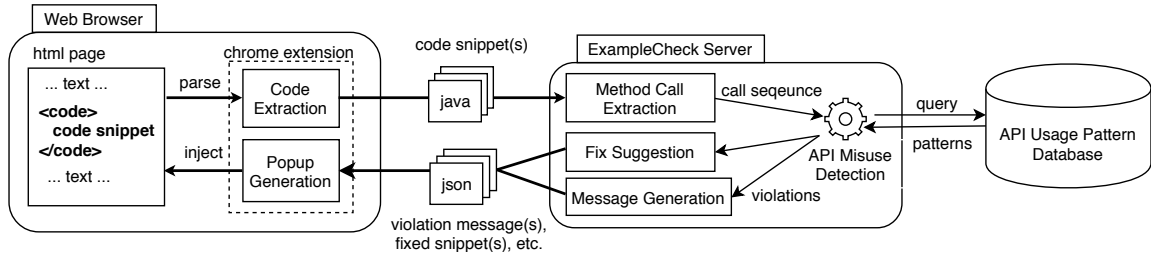 Web Browser
html page
... text ...
<code>
code snippet
</code>
... text ...
parse
inject
chrome extension
Code
Extraction
Popup
Generation
code snippet(s)
java
json
violation message(s),
fixed snippet(s), etc.
ExampleCheck Server
Method Call
Extraction
call seqeunce
Fix Suggestion
Message Generation
violations
API Misuse
Detection
query
patterns
API Usage Pattern
Database